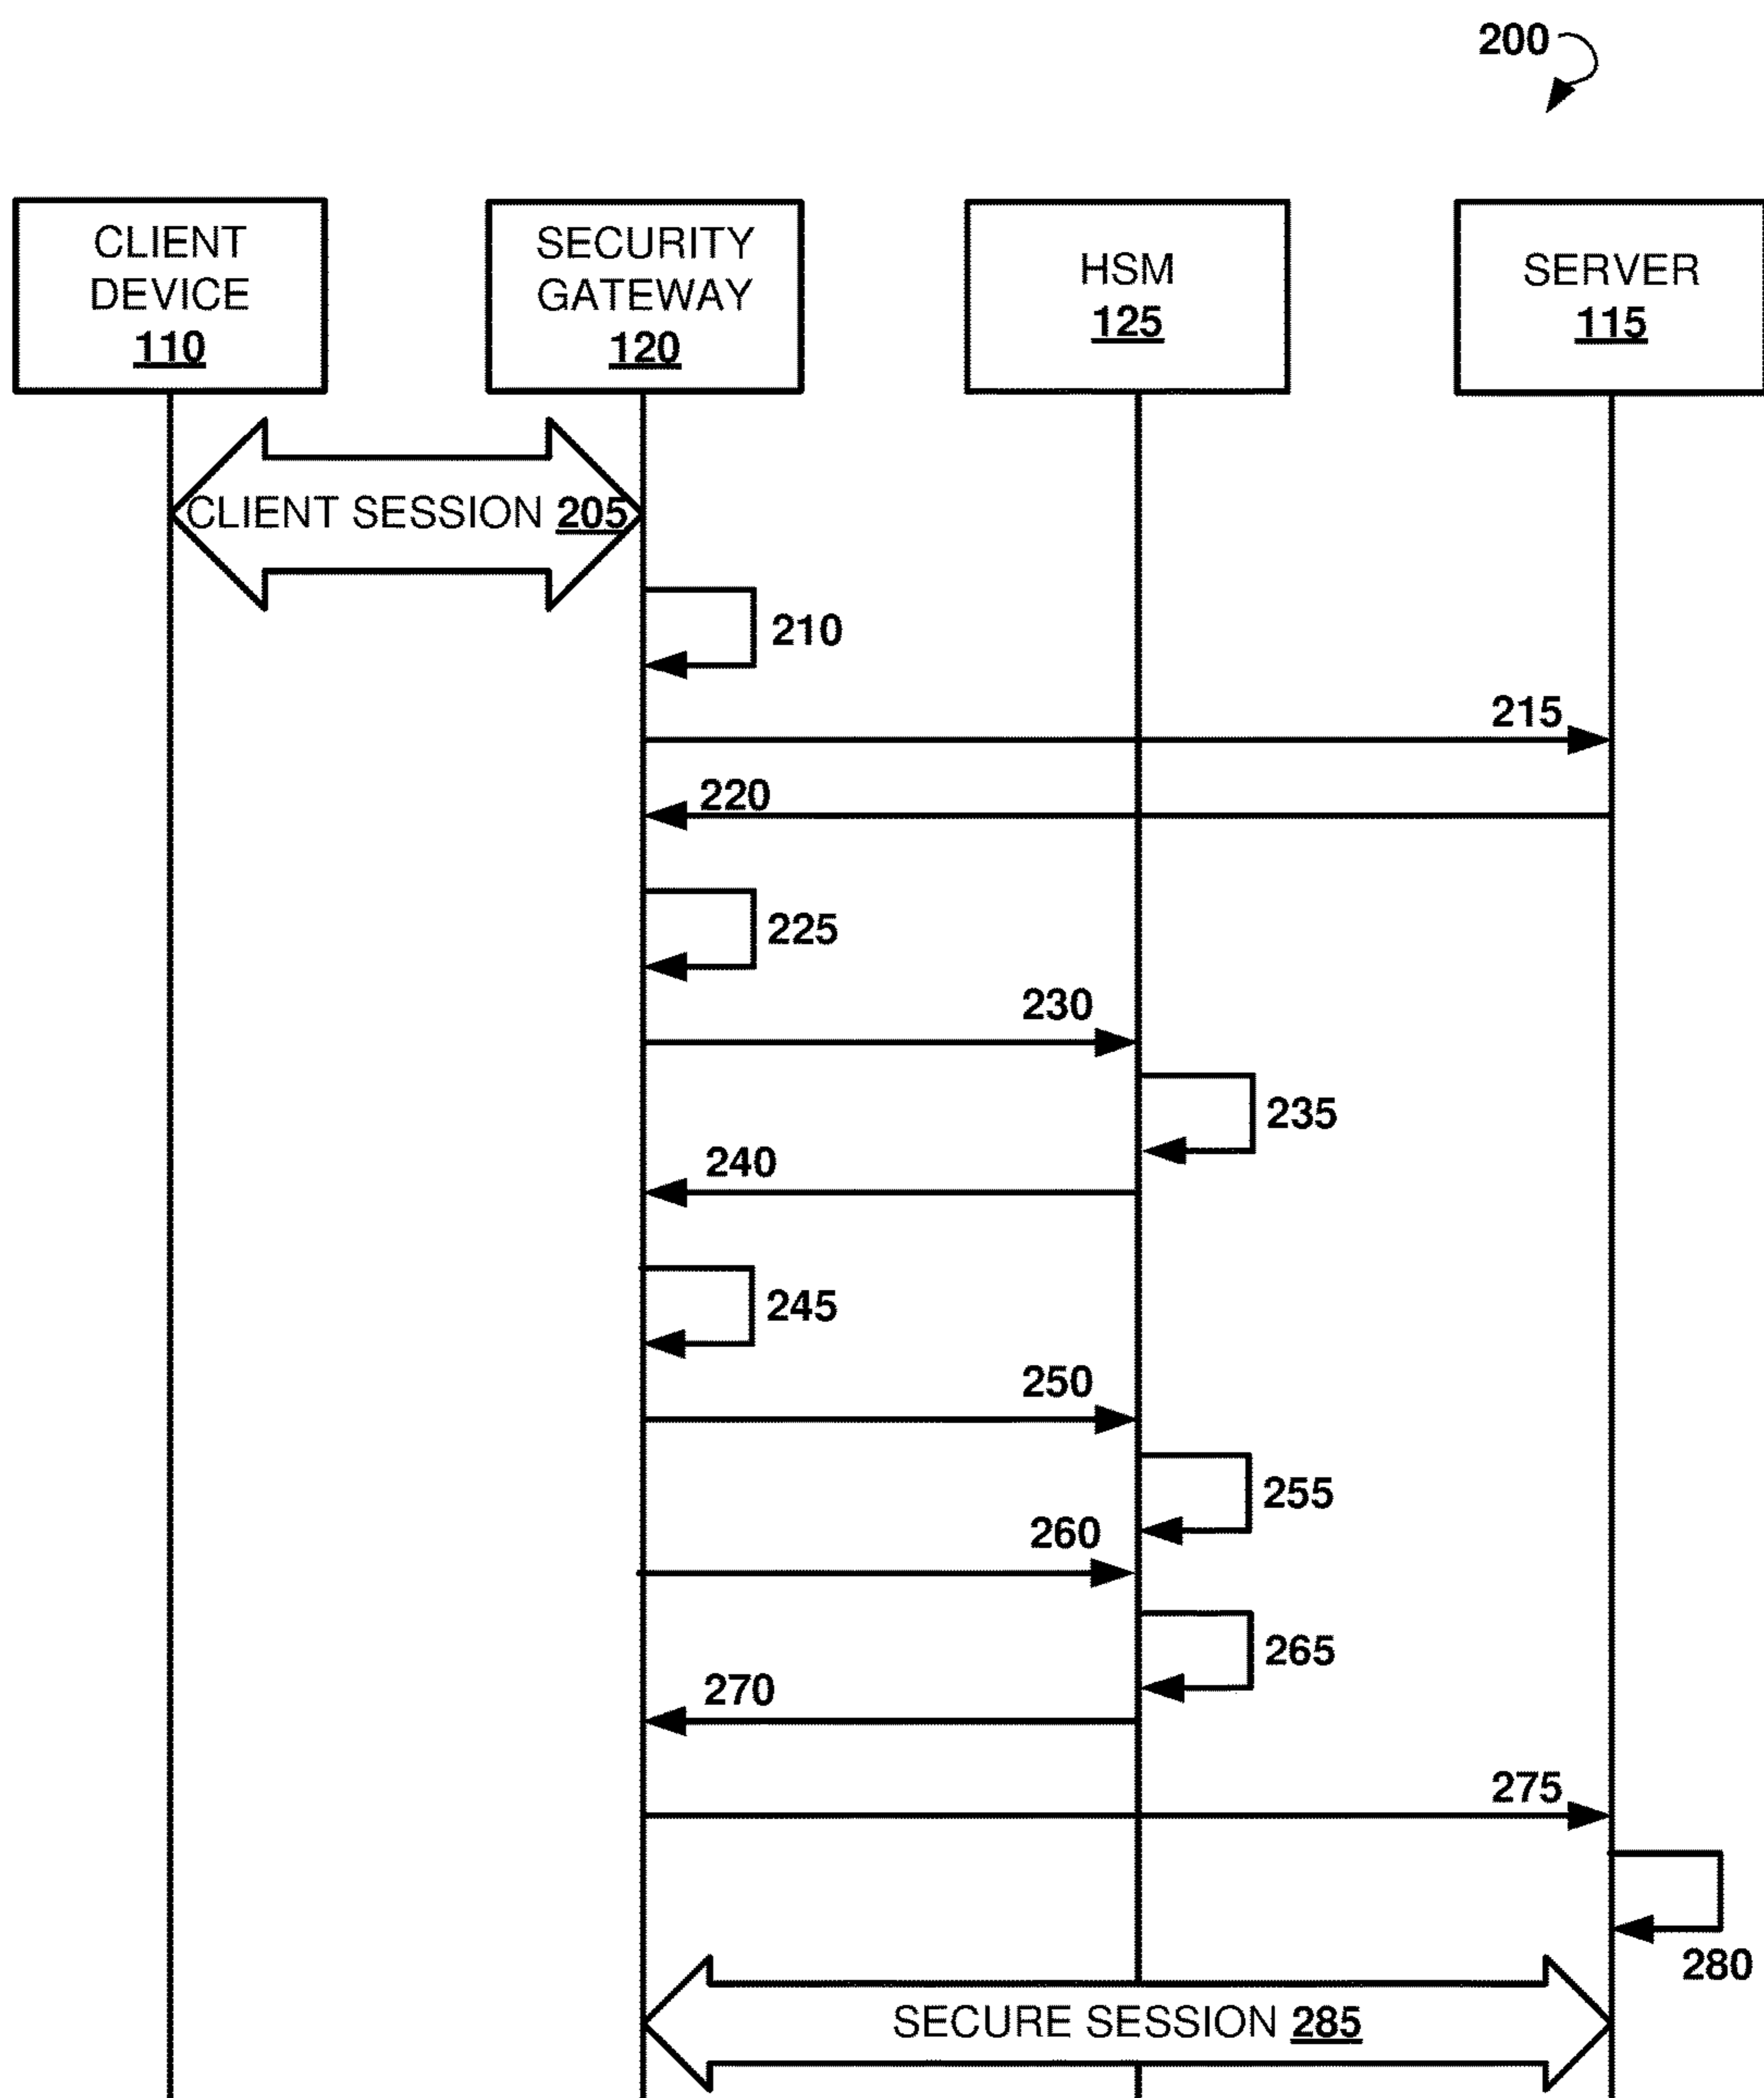 200
CLIENT
DEVICE
110
SECURITY
GATEWAY
120
HSM
125
SERVER
115
CLIENT SESSION 205
210
215
220
225
230
235
240
245
250
255
260
265
270
275
280
SECURE SESSION 285